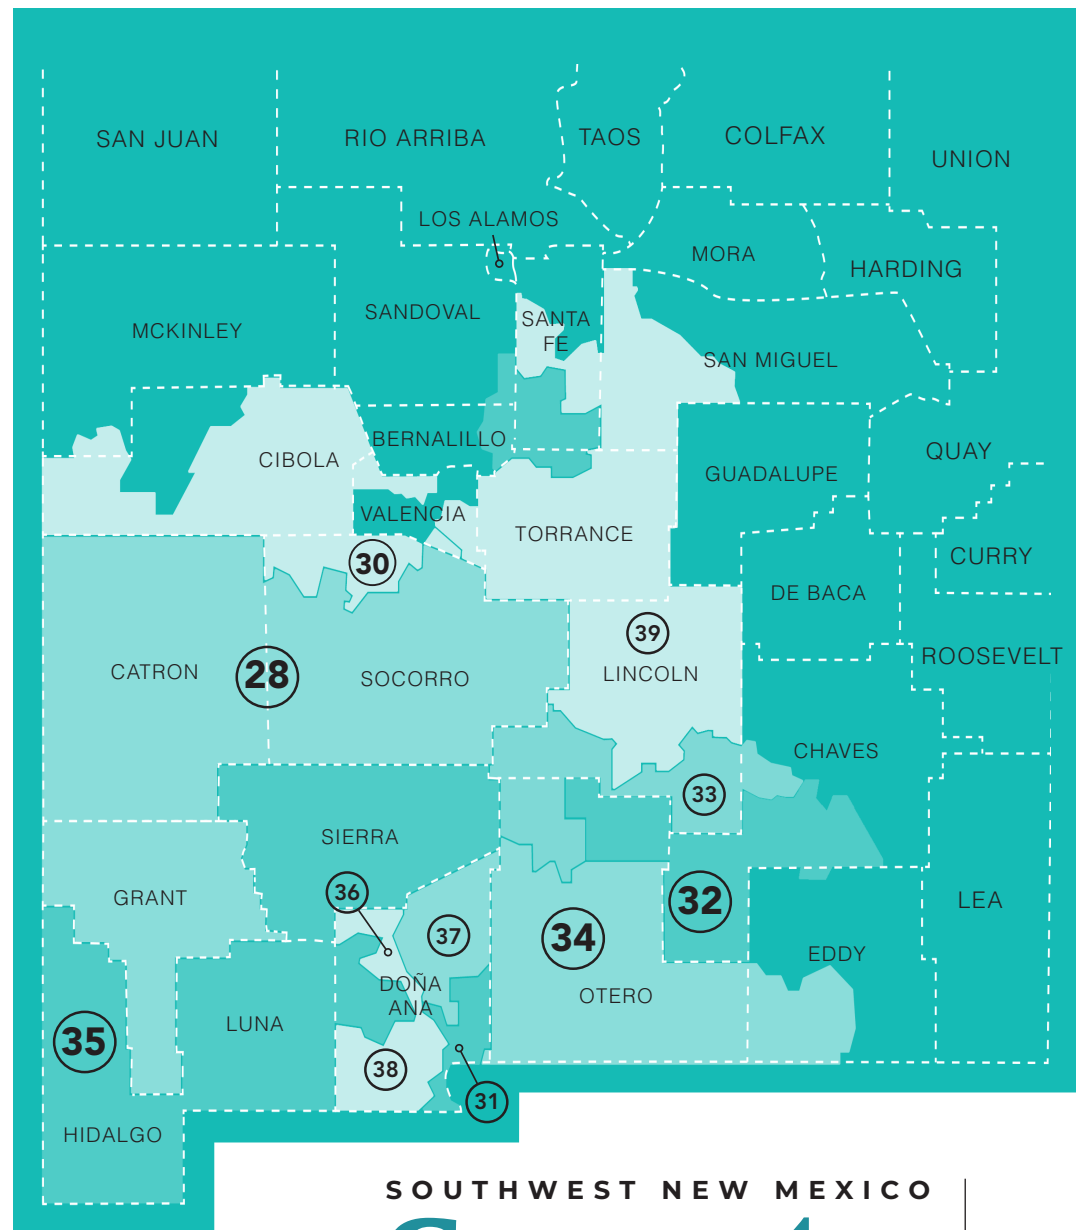 SAN JUAN
RIO ARRIBA
TAOS
COLFAX
UNION
LOS ALAMOS
MORA
HARDING
SANDOVAL
SANTA
FE
MCKINLEY
SAN MIGUEL
BERNALILLO
CIBOLA
QUAY
GUADALUPE
VALENCIA
TORRANCE
CURRY
30
DE BACA
39
ROOSEVELT
CATRON
28
SOCORRO
LINCOLN
CHAVES
33
SIERRA
36
GRANT
32
LEA
37
34
EDDY
DOÑA
ANA
OTERO
LUNA
35
38
31
HIDALGO
SOUTHWEST NEW MEXICO